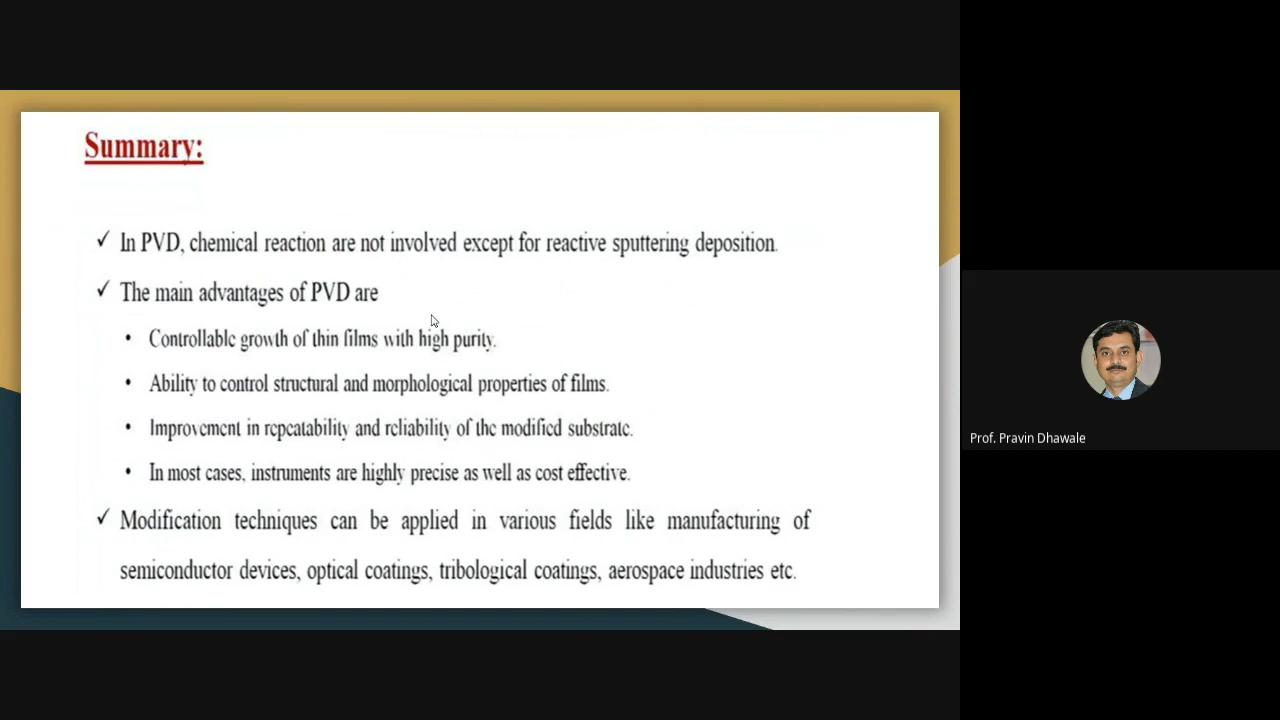 Summary:
✓ In PVD, chemical reaction are not involved except for reactive sputtering deposition.
✓ The main advantages of PVD are
• Controllable growth of thin films with high purity.
• Ability to control structural and morphological properties of films.
• Improvement in repeatability and reliability of the modified substrate.
• In most cases, instruments are highly precise as well as cost effective.
✓ Modification techniques can be applied in various fields like manufacturing of
semiconductor devices, optical coatings, tribological coatings, aerospace industries etc.
Prof. Pravin Dhawale